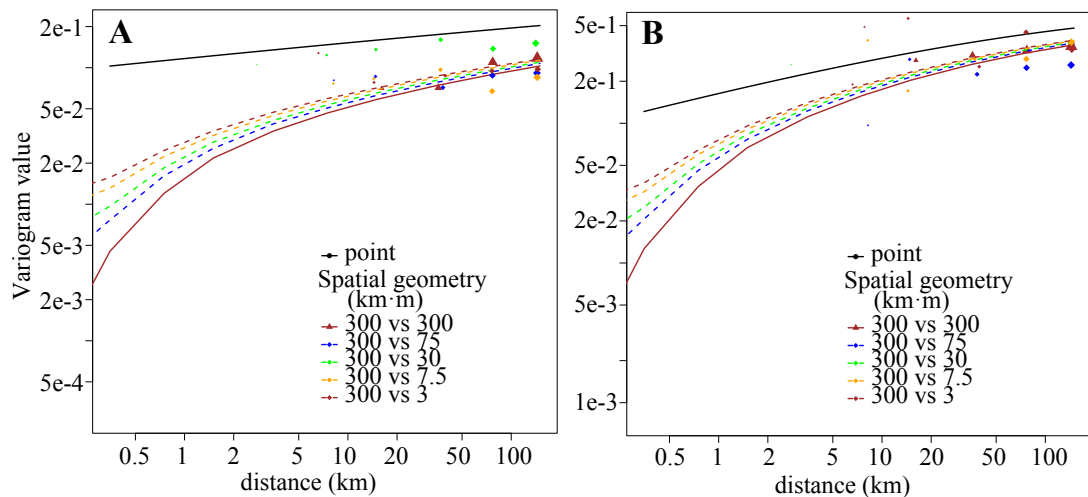 A
2e-1
5e-2
2e-2
5e-3
2e-3
5e-4
Variogram value
point
Spatial geometry
(km·m)
300 vs 300
300 vs 75
300 vs 30
300 vs 7.5
300 vs 3
0.5 1 2 5 10 20 50 100
distance (km)
B
5e-1
2e-1
5e-2
2e-2
5e-3
1e-3
point
Spatial geometry
(km·m)
300 vs 300
300 vs 75
300 vs 30
300 vs 7.5
300 vs 3
0.5 1 2 5 10 20 50 100
distance (km)